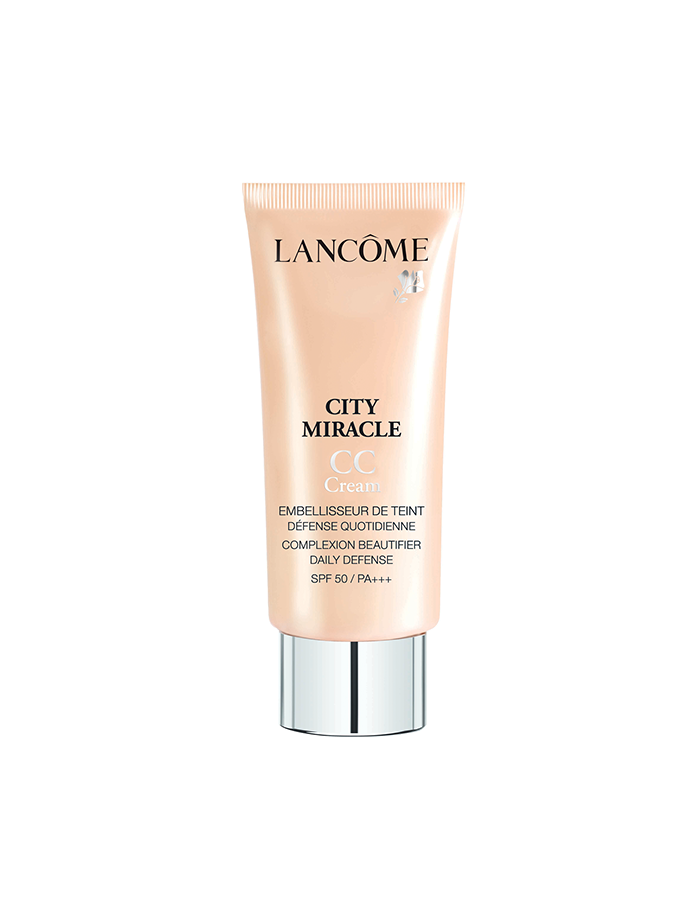 LANCÔME
CITY
MIRACLE
CC
Cream
EMBELLISSEUR DE TEINT
DÉFENSE QUOTIDIENNE
COMPLEXION BEAUTIFIER
DAILY DEFENSE
SPF 50 / PA+++